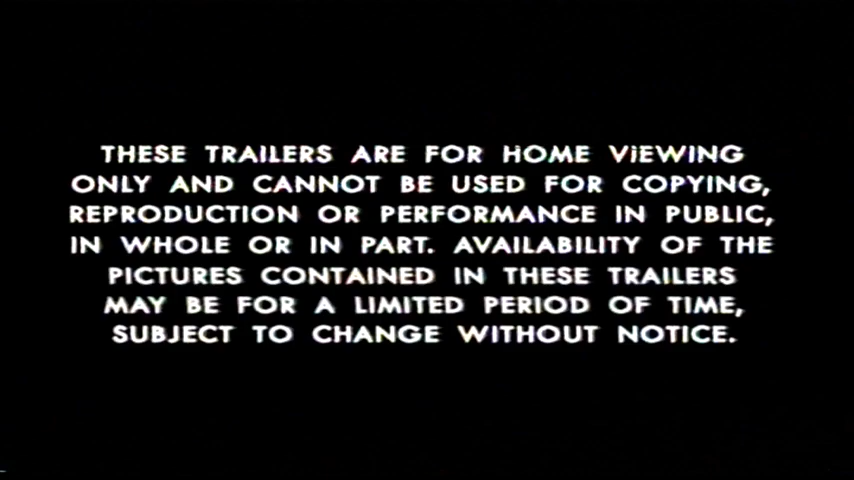 THESE TRAILERS ARE FOR HOME VIEWING
ONLY AND CANNOT BE USED FOR COPYING,
REPRODUCTION OR PERFORMANCE IN PUBLIC,
IN WHOLE OR IN PART. AVAILABILITY OF THE
PICTURES CONTAINED IN THESE TRAILERS
MAY BE FOR A LIMITED PERIOD OF TIME,
SUBJECT TO CHANGE WITHOUT NOTICE.